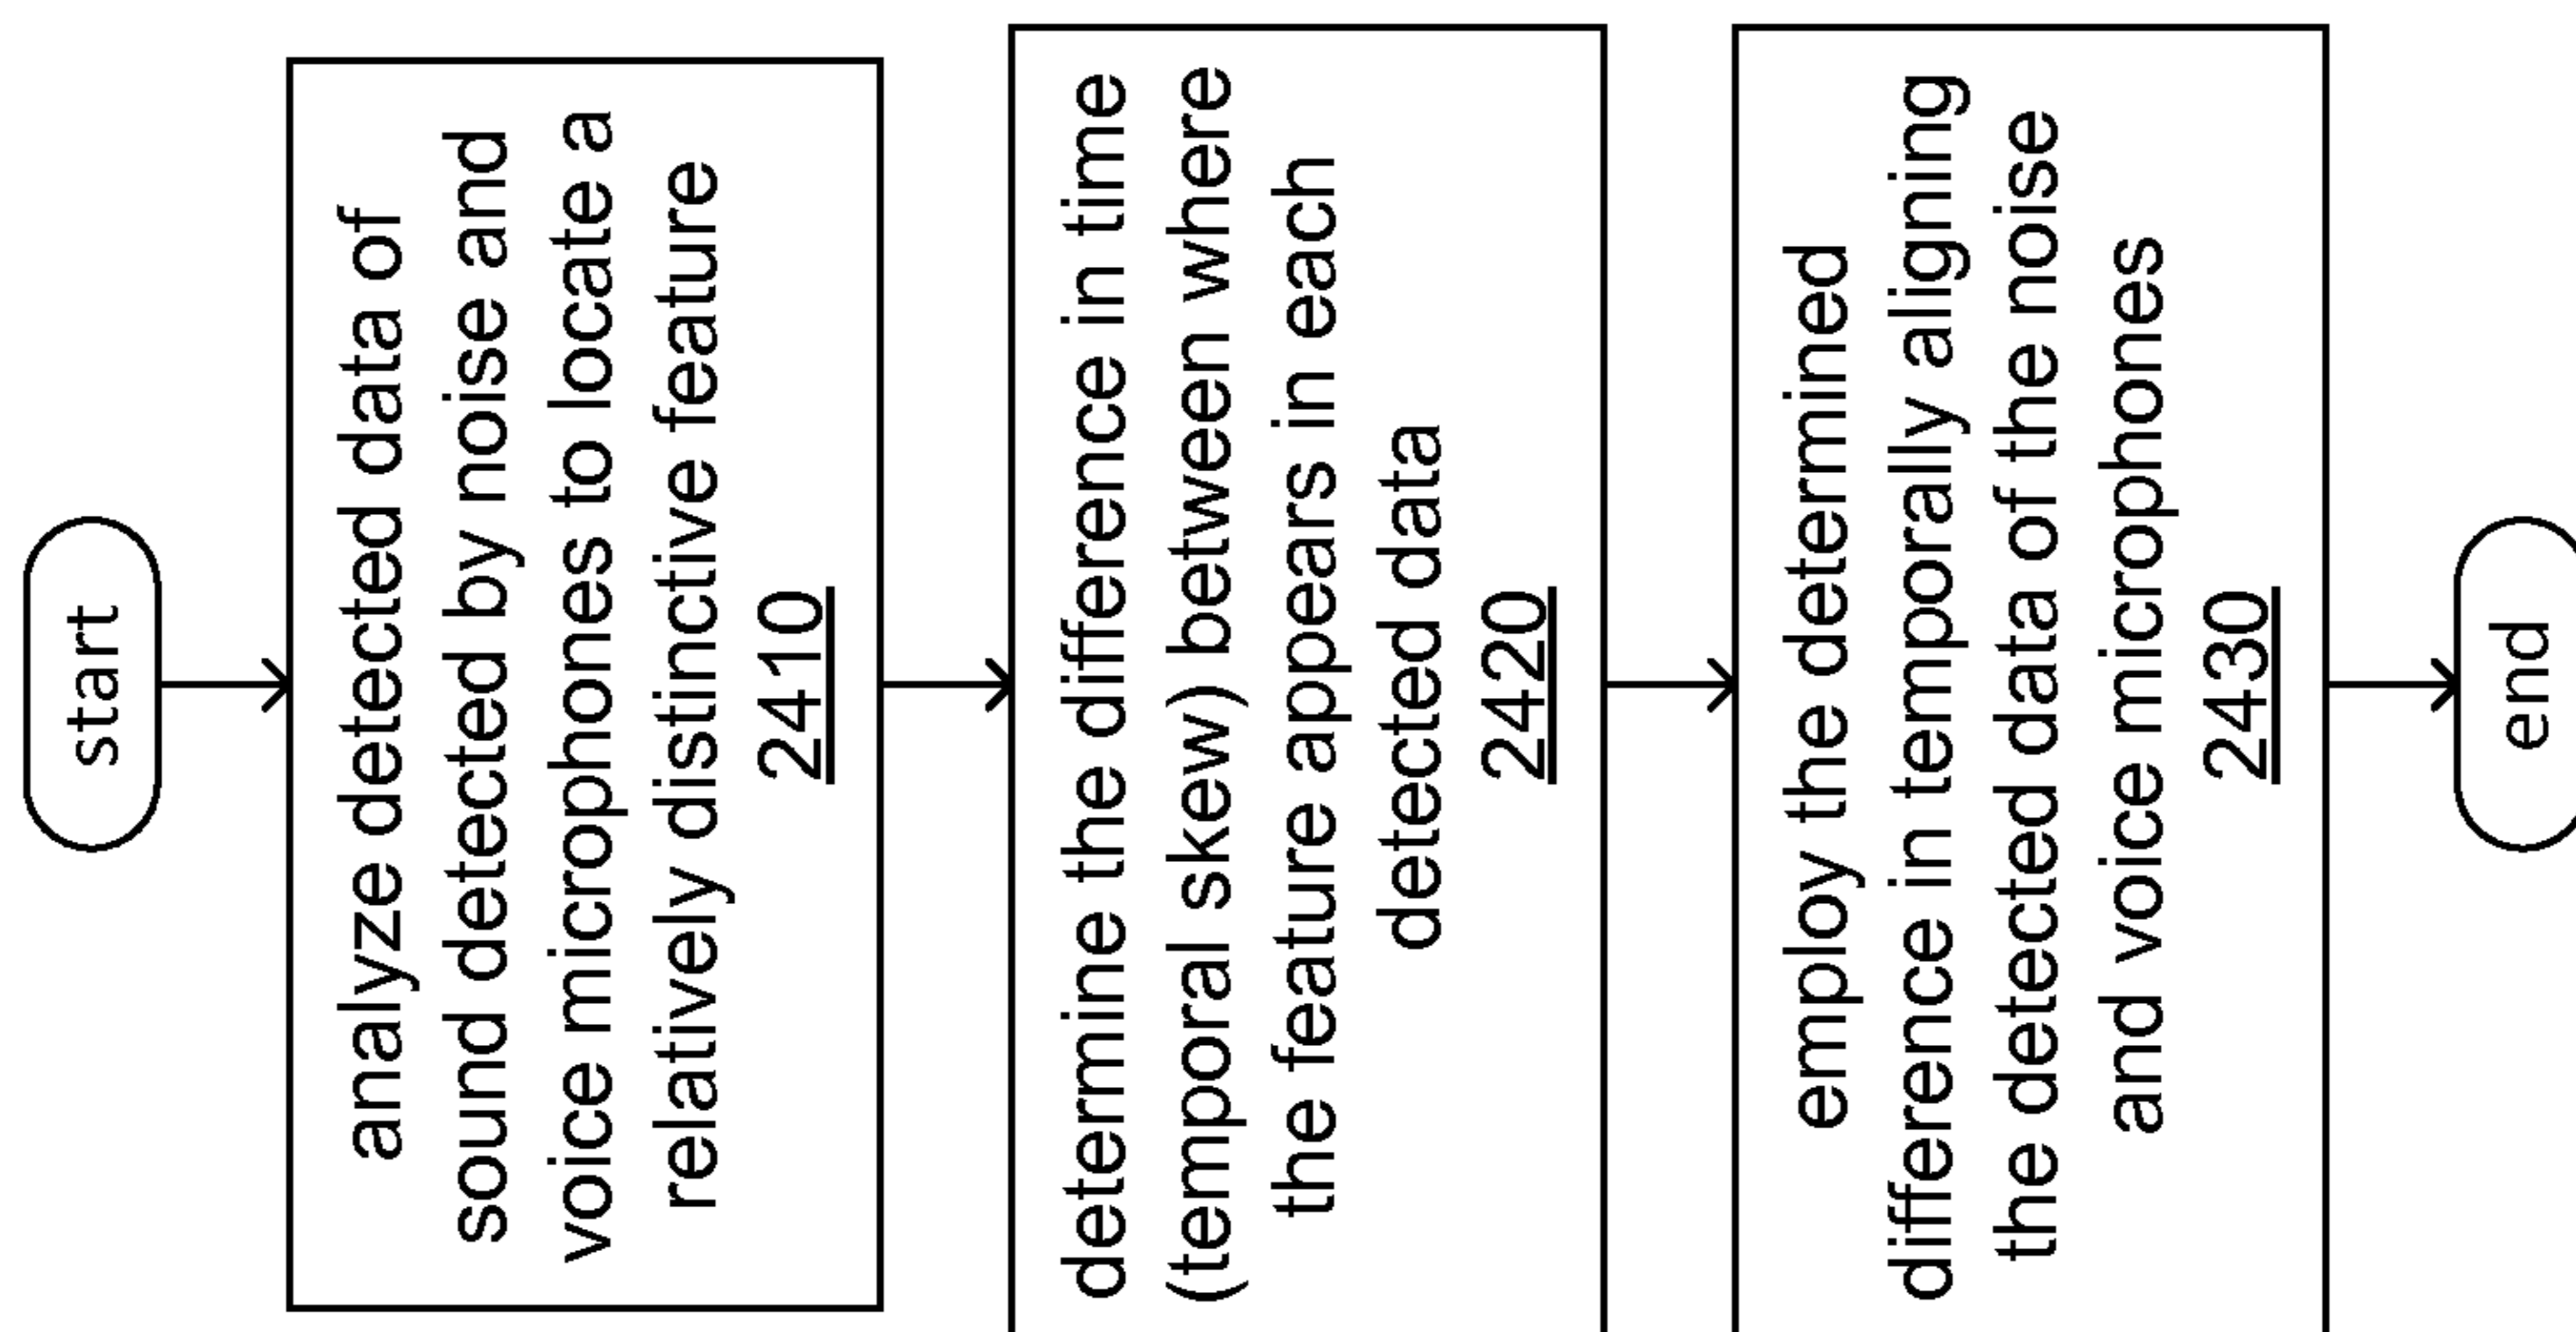 start
analyze detected data of
sound detected by noise and
voice microphones to locate a
relatively distinctive feature
2410
determine the difference in time
(temporal skew) between where
the feature appears in each
detected data
2420
employ the determined
difference in temporally aligning
the detected data of the noise
and voice microphones
2430
end